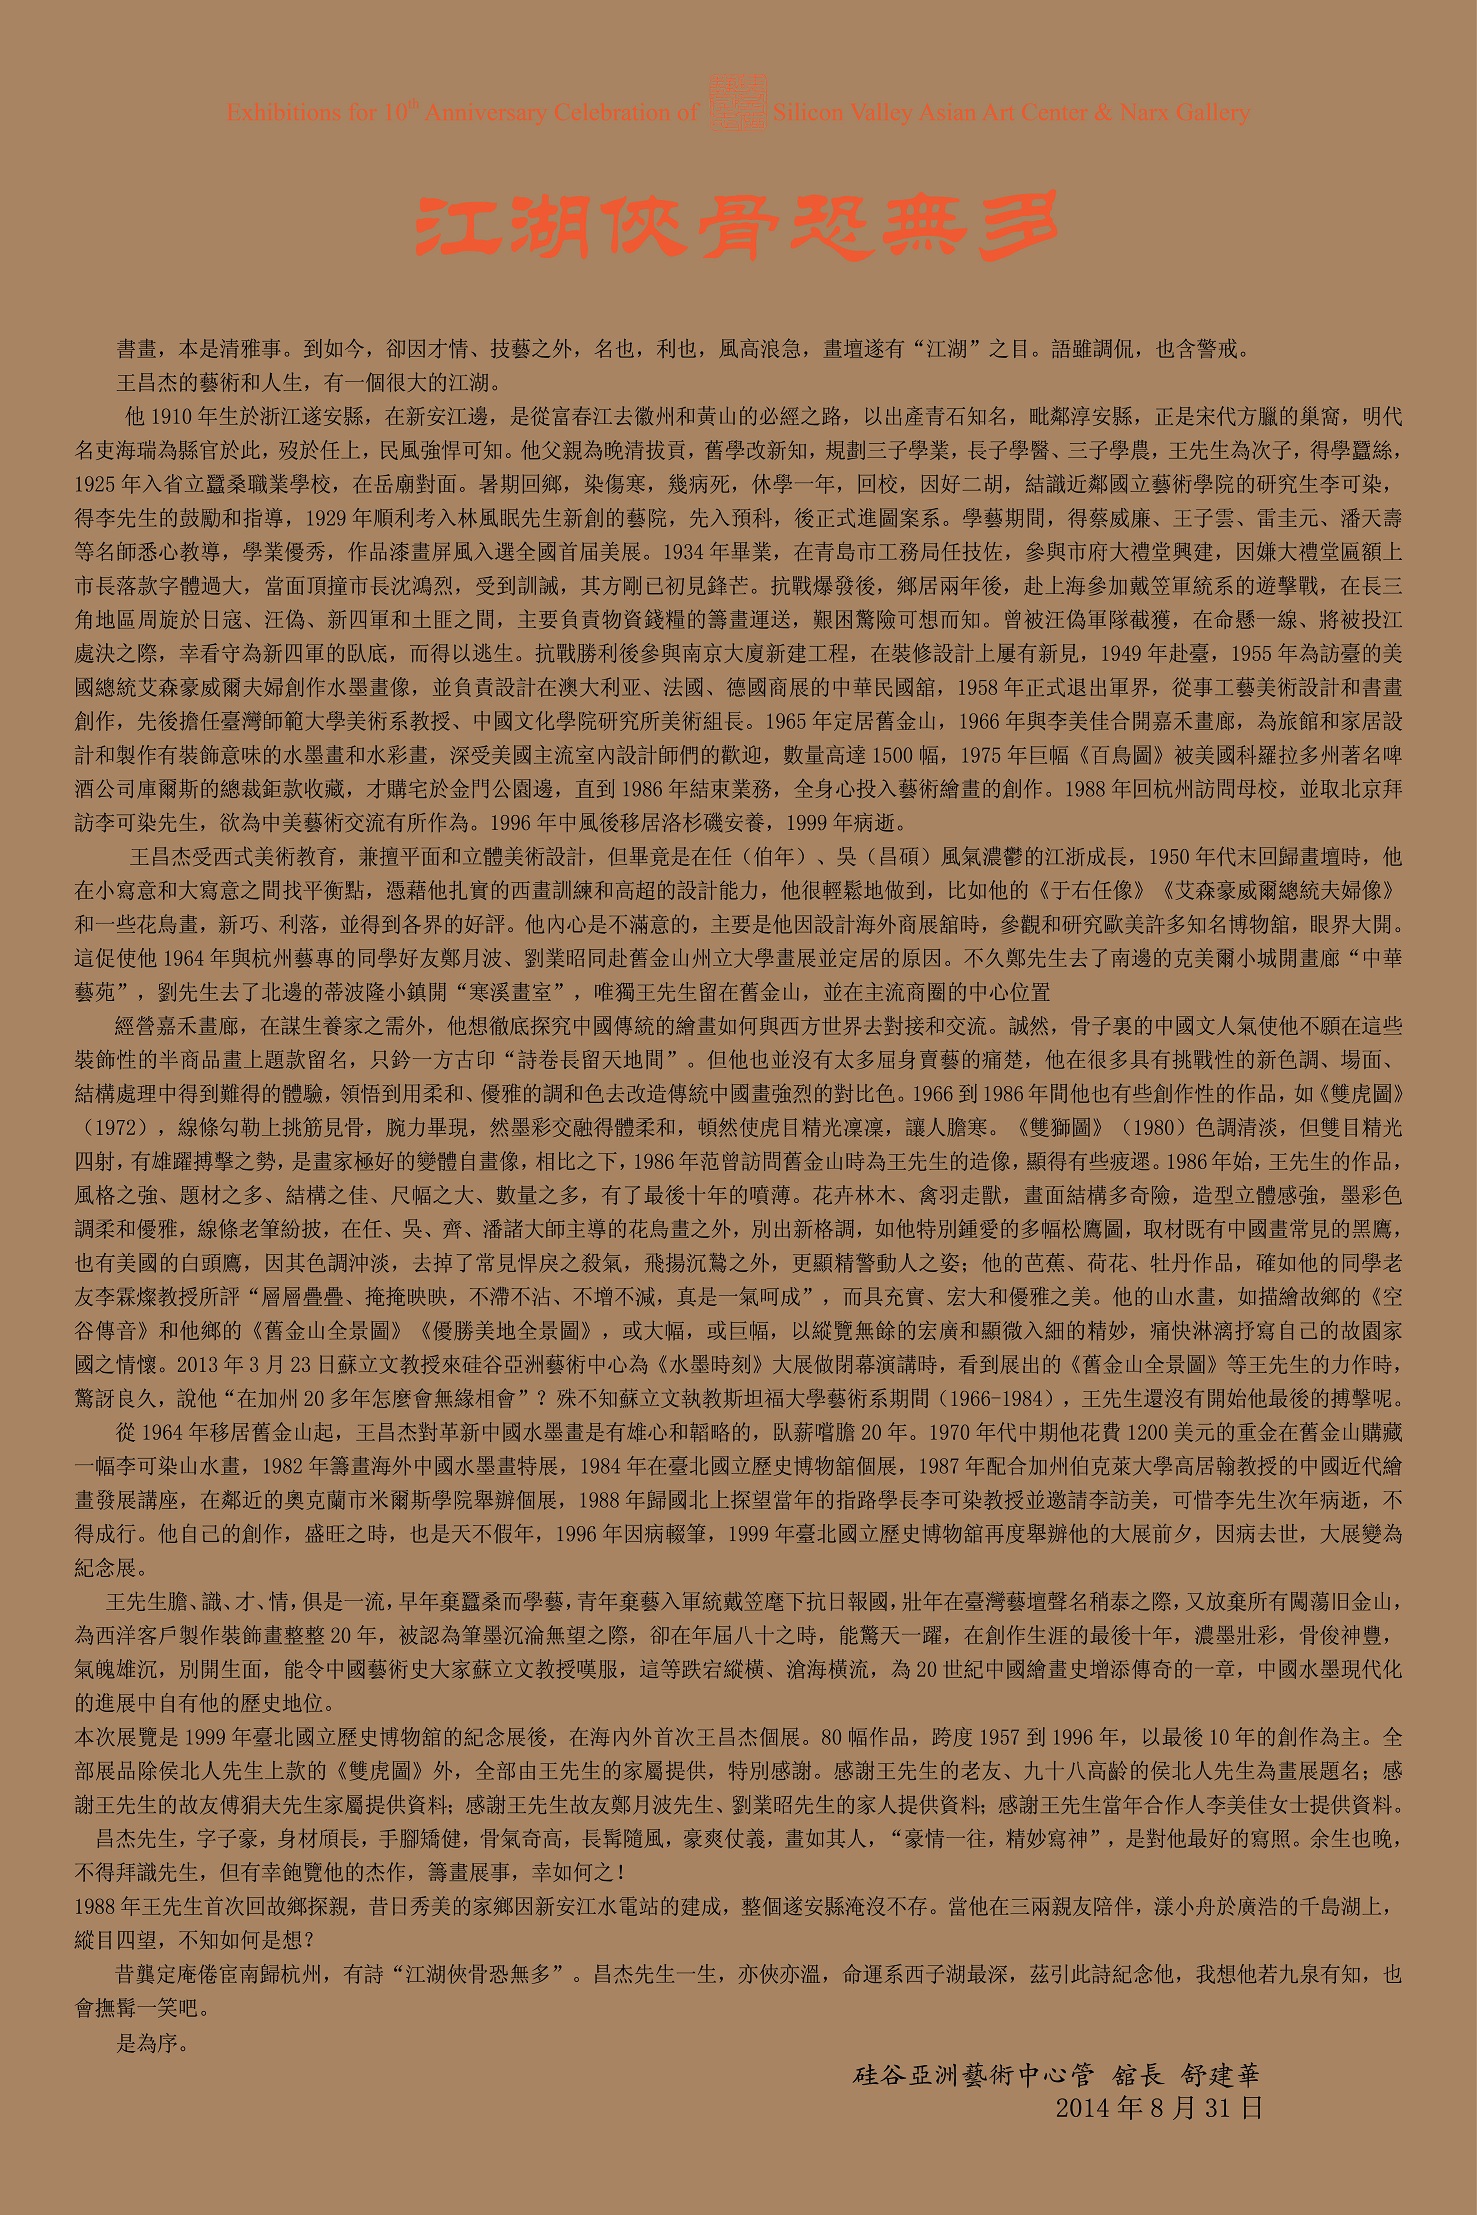 Exhibitions for 10th Anniversary Celebration of Silicon Valley Asian Art Center & Narx Gallery
江湖俠骨恐無多
書畫，本是清雅事。到如今，卻因才情、技藝之外，名也，利也，風高浪急，畫壇遂有“江湖”之目。語雖調侃，也含警戒。
王昌杰的藝術和人生，有一個很大的江湖。
他 1910 年生於浙江遂安縣，在新安江邊，是從富春江去徽州和黃山的必經之路，以出產青石知名，毗鄰淳安縣，正是宋代方臘的巢窩，明代
名吏海瑞為縣官於此，歿於任上，民風強悍可知。他父親為晚清拔貢，舊學改新知，規劃三子學業，長子學醫、三子學農，王先生為次子，得學蠶絲，
1925 年入省立蠶桑職業學校，在岳廟對面。暑期回鄉，染傷寒，幾病死，休學一年，回校，因好二胡，結識近鄰國立藝術學院的研究生李可染，
得李先生的鼓勵和指導，1929 年順利考入林風眠先生新創的藝院，先入預科，後正式進圖案系。學藝期間，得蔡威廉、王子雲、雷圭元、潘天壽
等名師悉心教導，學業優秀，作品漆畫屏風入選全國首届美展。1934 年畢業，在青島市工務局任技佐，參與市府大禮堂興建，因嫌大禮堂匾額上
市長落款字體過大，當面頂撞市長沈鴻烈，受到訓誡，其方剛已初見鋒芒。抗戰爆發後，鄉居兩年後，赴上海參加戴笠軍統系的遊擊戰，在長三
角地區周旋於日寇、汪偽、新四軍和土匪之間，主要負責物資錢糧的籌畫運送，艱困驚險可想而知。曾被汪偽軍隊截獲，在命懸一線、將被投江
處決之際，幸看守為新四軍的臥底，而得以逃生。抗戰勝利後參與南京大廈新建工程，在裝修設計上屢有新見，1949 年赴臺，1955 年為訪臺的美
國總統艾森豪威爾夫婦創作水墨畫像，並負責設計在澳大利亚、法國、德國商展的中華民國舘，1958 年正式退出軍界，從事工藝美術設計和書畫
創作，先後擔任臺灣師範大學美術系教授、中國文化學院研究所美術組長。1965 年定居舊金山，1966 年與李美佳合開嘉禾畫廊，為旅館和家居設
計和製作有裝飾意味的水墨畫和水彩畫，深受美國主流室內設計師們的歡迎，數量高達 1500 幅，1975 年巨幅《百鳥圖》被美國科羅拉多州著名啤
酒公司庫爾斯的總裁鉅款收藏，才購宅於金門公園邊，直到 1986 年結束業務，全身心投入藝術繪畫的創作。1988 年回杭州訪問母校，並取北京拜
訪李可染先生，欲為中美藝術交流有所作為。1996 年中風後移居洛杉磯安養，1999 年病逝。
王昌杰受西式美術教育，兼擅平面和立體美術設計，但畢竟是在任（伯年）、吳（昌碩）風氣濃鬱的江浙成長，1950 年代末回歸畫壇時，他
在小寫意和大寫意之間找平衡點，憑藉他扎實的西畫訓練和高超的設計能力，他很輕鬆地做到，比如他的《于右任像》《艾森豪威爾總統夫婦像》
和一些花鳥畫，新巧、利落，並得到各界的好評。他內心是不滿意的，主要是他因設計海外商展舘時，參觀和研究歐美許多知名博物舘，眼界大開。
這促使他 1964 年與杭州藝專的同學好友鄭月波、劉業昭同赴舊金山州立大學畫展並定居的原因。不久鄭先生去了南邊的克美爾小城開畫廊“中華
藝苑”，劉先生去了北邊的蒂波隆小鎮開“寒溪畫室”，唯獨王先生留在舊金山，並在主流商圈的中心位置
經營嘉禾畫廊，在謀生養家之需外，他想徹底探究中國傳統的繪畫如何與西方世界去對接和交流。誠然，骨子裏的中國文人氣使他不願在這些
裝飾性的半商品畫上題款留名，只鈐一方古印“詩卷長留天地間”。但他也並沒有太多屈身賣藝的痛楚，他在很多具有挑戰性的新色調、場面、
結構處理中得到難得的體驗，領悟到用柔和、優雅的調和色去改造傳統中國畫強烈的對比色。1966 到 1986 年間他也有些創作性的作品，如《雙虎圖》
（1972），線條勾勒上挑筋見骨，腕力畢現，然墨彩交融得體柔和，頓然使虎目精光凜凜，讓人膽寒。《雙獅圖》（1980）色調清淡，但雙目精光
四射，有雄躍搏擊之勢，是畫家極好的變體自畫像，相比之下，1986 年范曾訪問舊金山時為王先生的造像，顯得有些疲遝。1986 年始，王先生的作品，
風格之強、題材之多、結構之佳、尺幅之大、數量之多，有了最後十年的噴薄。花卉林木、禽羽走獸，畫面結構多奇險，造型立體感強，墨彩色
調柔和優雅，線條老筆紛披，在任、吳、齊、潘諸大師主導的花鳥畫之外，別出新格調，如他特別鍾愛的多幅松鷹圖，取材既有中國畫常見的黑鷹，
也有美國的白頭鷹，因其色調沖淡，去掉了常見悍戾之殺氣，飛揚沉鷙之外，更顯精警動人之姿；他的芭蕉、荷花、牡丹作品，確如他的同學老
友李霖燦教授所評“層層疊疊、掩掩映映，不滯不沾、不增不減，真是一氣呵成”，而具充實、宏大和優雅之美。他的山水畫，如描繪故鄉的《空
谷傳音》和他鄉的《舊金山全景圖》《優勝美地全景圖》，或大幅，或巨幅，以縱覽無餘的宏廣和顯微入細的精妙，痛快淋漓抒寫自己的故園家
國之情懷。2013 年 3 月 23 日蘇立文教授來硅谷亞洲藝術中心為《水墨時刻》大展做閉幕演講時，看到展出的《舊金山全景圖》等王先生的力作時，
驚訝良久，說他“在加州 20 多年怎麼會無緣相會”？殊不知蘇立文執教斯坦福大學藝術系期間（1966-1984），王先生還沒有開始他最後的搏擊呢。
從 1964 年移居舊金山起，王昌杰對革新中國水墨畫是有雄心和韜略的，臥薪嚐膽 20 年。1970 年代中期他花費 1200 美元的重金在舊金山購藏
一幅李可染山水畫，1982 年籌畫海外中國水墨畫特展，1984 年在臺北國立歷史博物舘個展，1987 年配合加州伯克萊大學高居翰教授的中國近代繪
畫發展講座，在鄰近的奧克蘭市米爾斯學院舉辦個展，1988 年歸國北上探望當年的指路學長李可染教授並邀請李訪美，可惜李先生次年病逝，不
得成行。他自己的創作，盛旺之時，也是天不假年，1996 年因病輟筆，1999 年臺北國立歷史博物舘再度舉辦他的大展前夕，因病去世，大展變為
紀念展。
王先生膽、識、才、情，俱是一流，早年棄蠶桑而學藝，青年棄藝入軍統戴笠麾下抗日報國，壯年在臺灣藝壇聲名稍泰之際，又放棄所有闖蕩旧金山，
為西洋客戶製作裝飾畫整整 20 年，被認為筆墨沉淪無望之際，卻在年屆八十之時，能驚天一躍，在創作生涯的最後十年，濃墨壯彩，骨俊神豐，
氣魄雄沉，別開生面，能令中國藝術史大家蘇立文教授嘆服，這等跌宕縱橫、滄海橫流，為 20 世紀中國繪畫史增添傳奇的一章，中國水墨現代化
的進展中自有他的歷史地位。
本次展覽是 1999 年臺北國立歷史博物舘的紀念展後，在海內外首次王昌杰個展。80 幅作品，跨度 1957 到 1996 年，以最後 10 年的創作為主。全
部展品除侯北人先生上款的《雙虎圖》外，全部由王先生的家屬提供，特別感謝。感謝王先生的老友、九十八高齡的侯北人先生為畫展題名；感
謝王先生的故友傅狷夫先生家屬提供資料；感謝王先生故友鄭月波先生、劉業昭先生的家人提供資料；感謝王先生當年合作人李美佳女士提供資料。
昌杰先生，字子豪，身材頎長，手腳矯健，骨氣奇高，長髯隨風，豪爽仗義，畫如其人，“豪情一往，精妙寫神”，是對他最好的寫照。余生也晚，
不得拜識先生，但有幸飽覽他的杰作，籌畫展事，幸如何之！
1988 年王先生首次回故鄉探親，昔日秀美的家鄉因新安江水電站的建成，整個遂安縣淹沒不存。當他在三兩親友陪伴，漾小舟於廣浩的千島湖上，
縱目四望，不知如何是想？
昔龔定庵倦宦南歸杭州，有詩“江湖俠骨恐無多”。昌杰先生一生，亦俠亦溫，命運系西子湖最深，茲引此詩紀念他，我想他若九泉有知，也
會撫髯一笑吧。
是為序。
硅谷亞洲藝術中心管 舘長 舒建華
2014 年 8 月 31 日